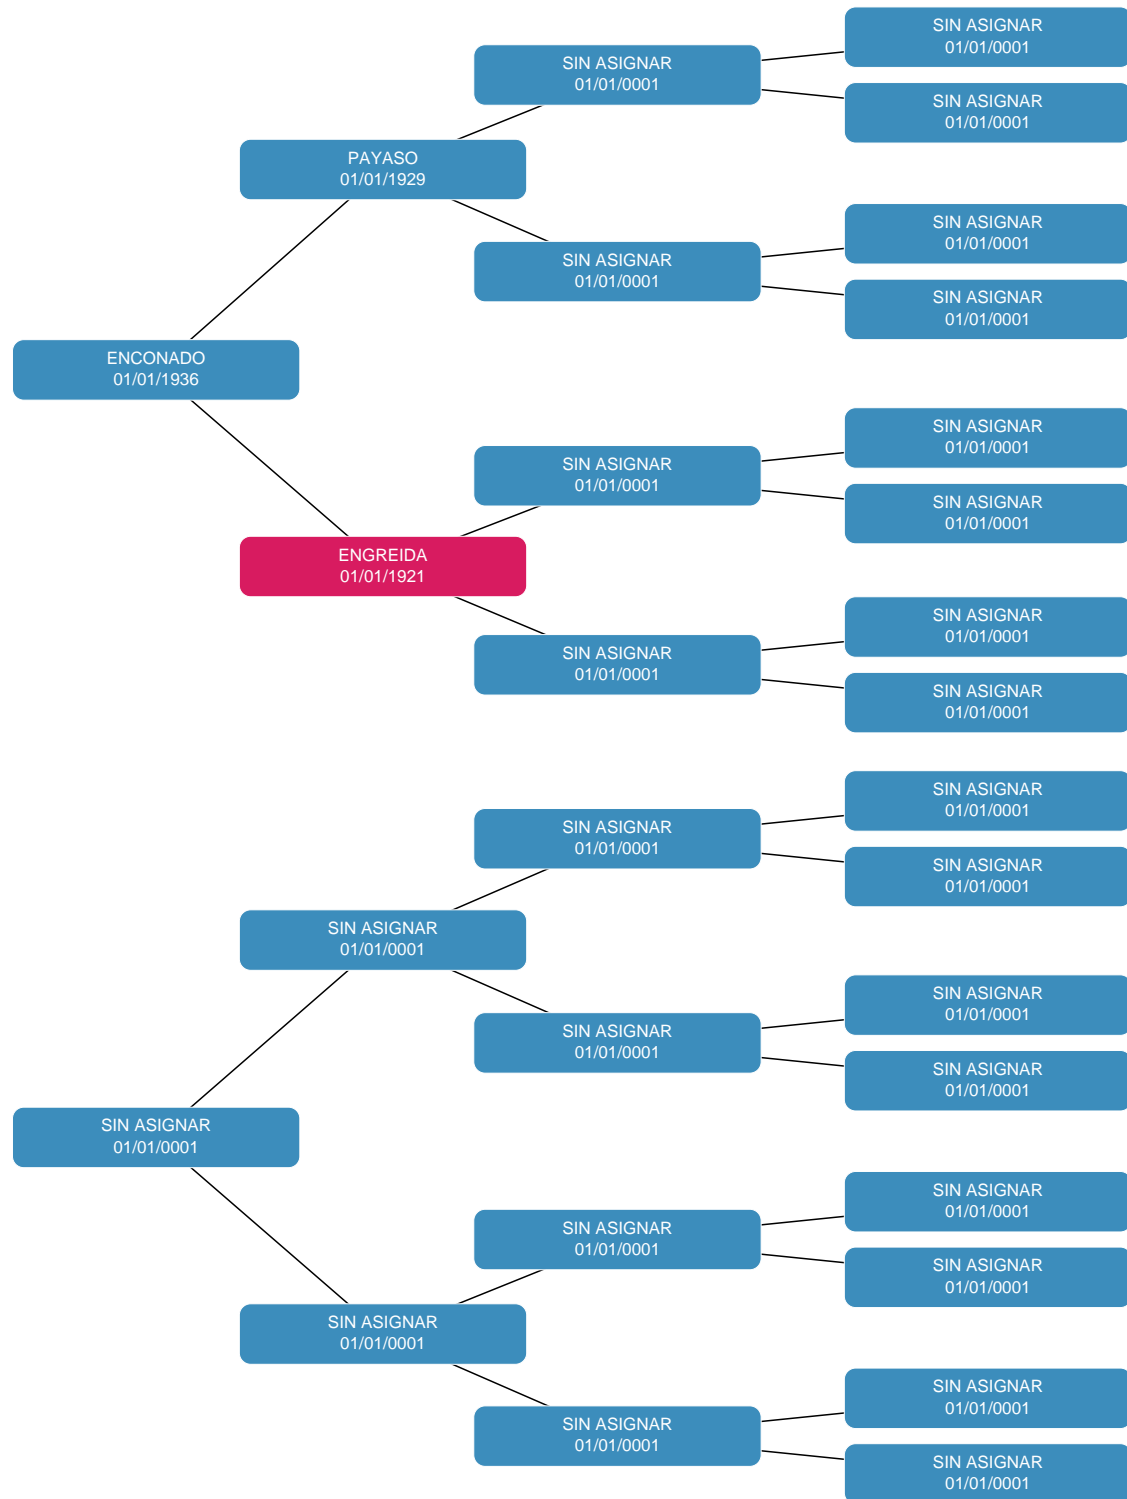 SIN ASIGNAR
01/01/0001
SIN ASIGNAR
01/01/0001
SIN ASIGNAR
01/01/0001
PAYASO
01/01/1929
SIN ASIGNAR
01/01/0001
SIN ASIGNAR
01/01/0001
SIN ASIGNAR
01/01/0001
ENCONADO
01/01/1936
SIN ASIGNAR
01/01/0001
SIN ASIGNAR
01/01/0001
SIN ASIGNAR
01/01/0001
ENGREIDA
01/01/1921
SIN ASIGNAR
01/01/0001
SIN ASIGNAR
01/01/0001
SIN ASIGNAR
01/01/0001
SIN ASIGNAR
01/01/0001
SIN ASIGNAR
01/01/0001
SIN ASIGNAR
01/01/0001
SIN ASIGNAR
01/01/0001
SIN ASIGNAR
01/01/0001
SIN ASIGNAR
01/01/0001
SIN ASIGNAR
01/01/0001
SIN ASIGNAR
01/01/0001
SIN ASIGNAR
01/01/0001
SIN ASIGNAR
01/01/0001
SIN ASIGNAR
01/01/0001
SIN ASIGNAR
01/01/0001
SIN ASIGNAR
01/01/0001
SIN ASIGNAR
01/01/0001
SIN ASIGNAR
01/01/0001